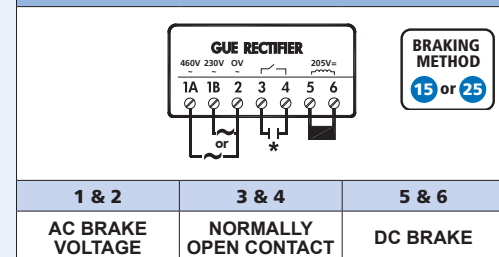 GUE RECTIFIER
460V 230V OV 205V=
~ ~ ~
1A 1B 2 3 4 5 6
~
or
~
*
BRAKING
METHOD
15 or 25
1 & 2 3 & 4 5 & 6
AC BRAKE
VOLTAGE
NORMALLY
OPEN CONTACT
DC BRAKE